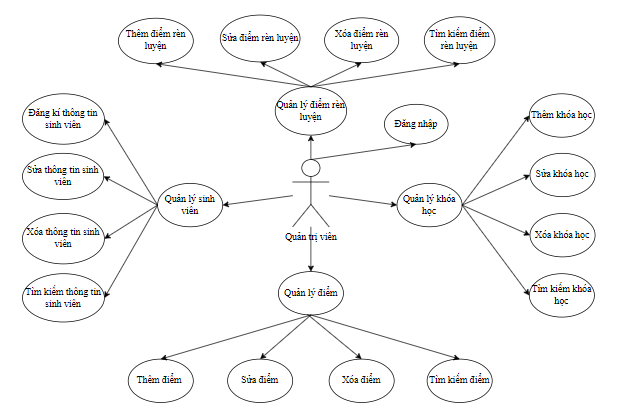 Thêm điểm rèn
luyện
Sửa điểm rèn luyện
Xóa điểm rèn
luyện
Tìm kiếm điểm
rèn luyện
Quản lý điểm rèn
luyện
Đăng nhập
Đăng kí thông tin
sinh viên
Thêm khóa học
Sửa thông tin sinh
viên
Sửa khóa học
Quản lý sinh
viên
Quản lý khóa
học
Xóa thông tin sinh
viên
Xóa khóa học
Quản trị viên
Tìm kiếm thông tin
sinh viên
Quản lý điểm
Tìm kiếm khóa
học
Thêm điểm
Sửa điểm
Xóa điểm
Tìm kiếm điểm